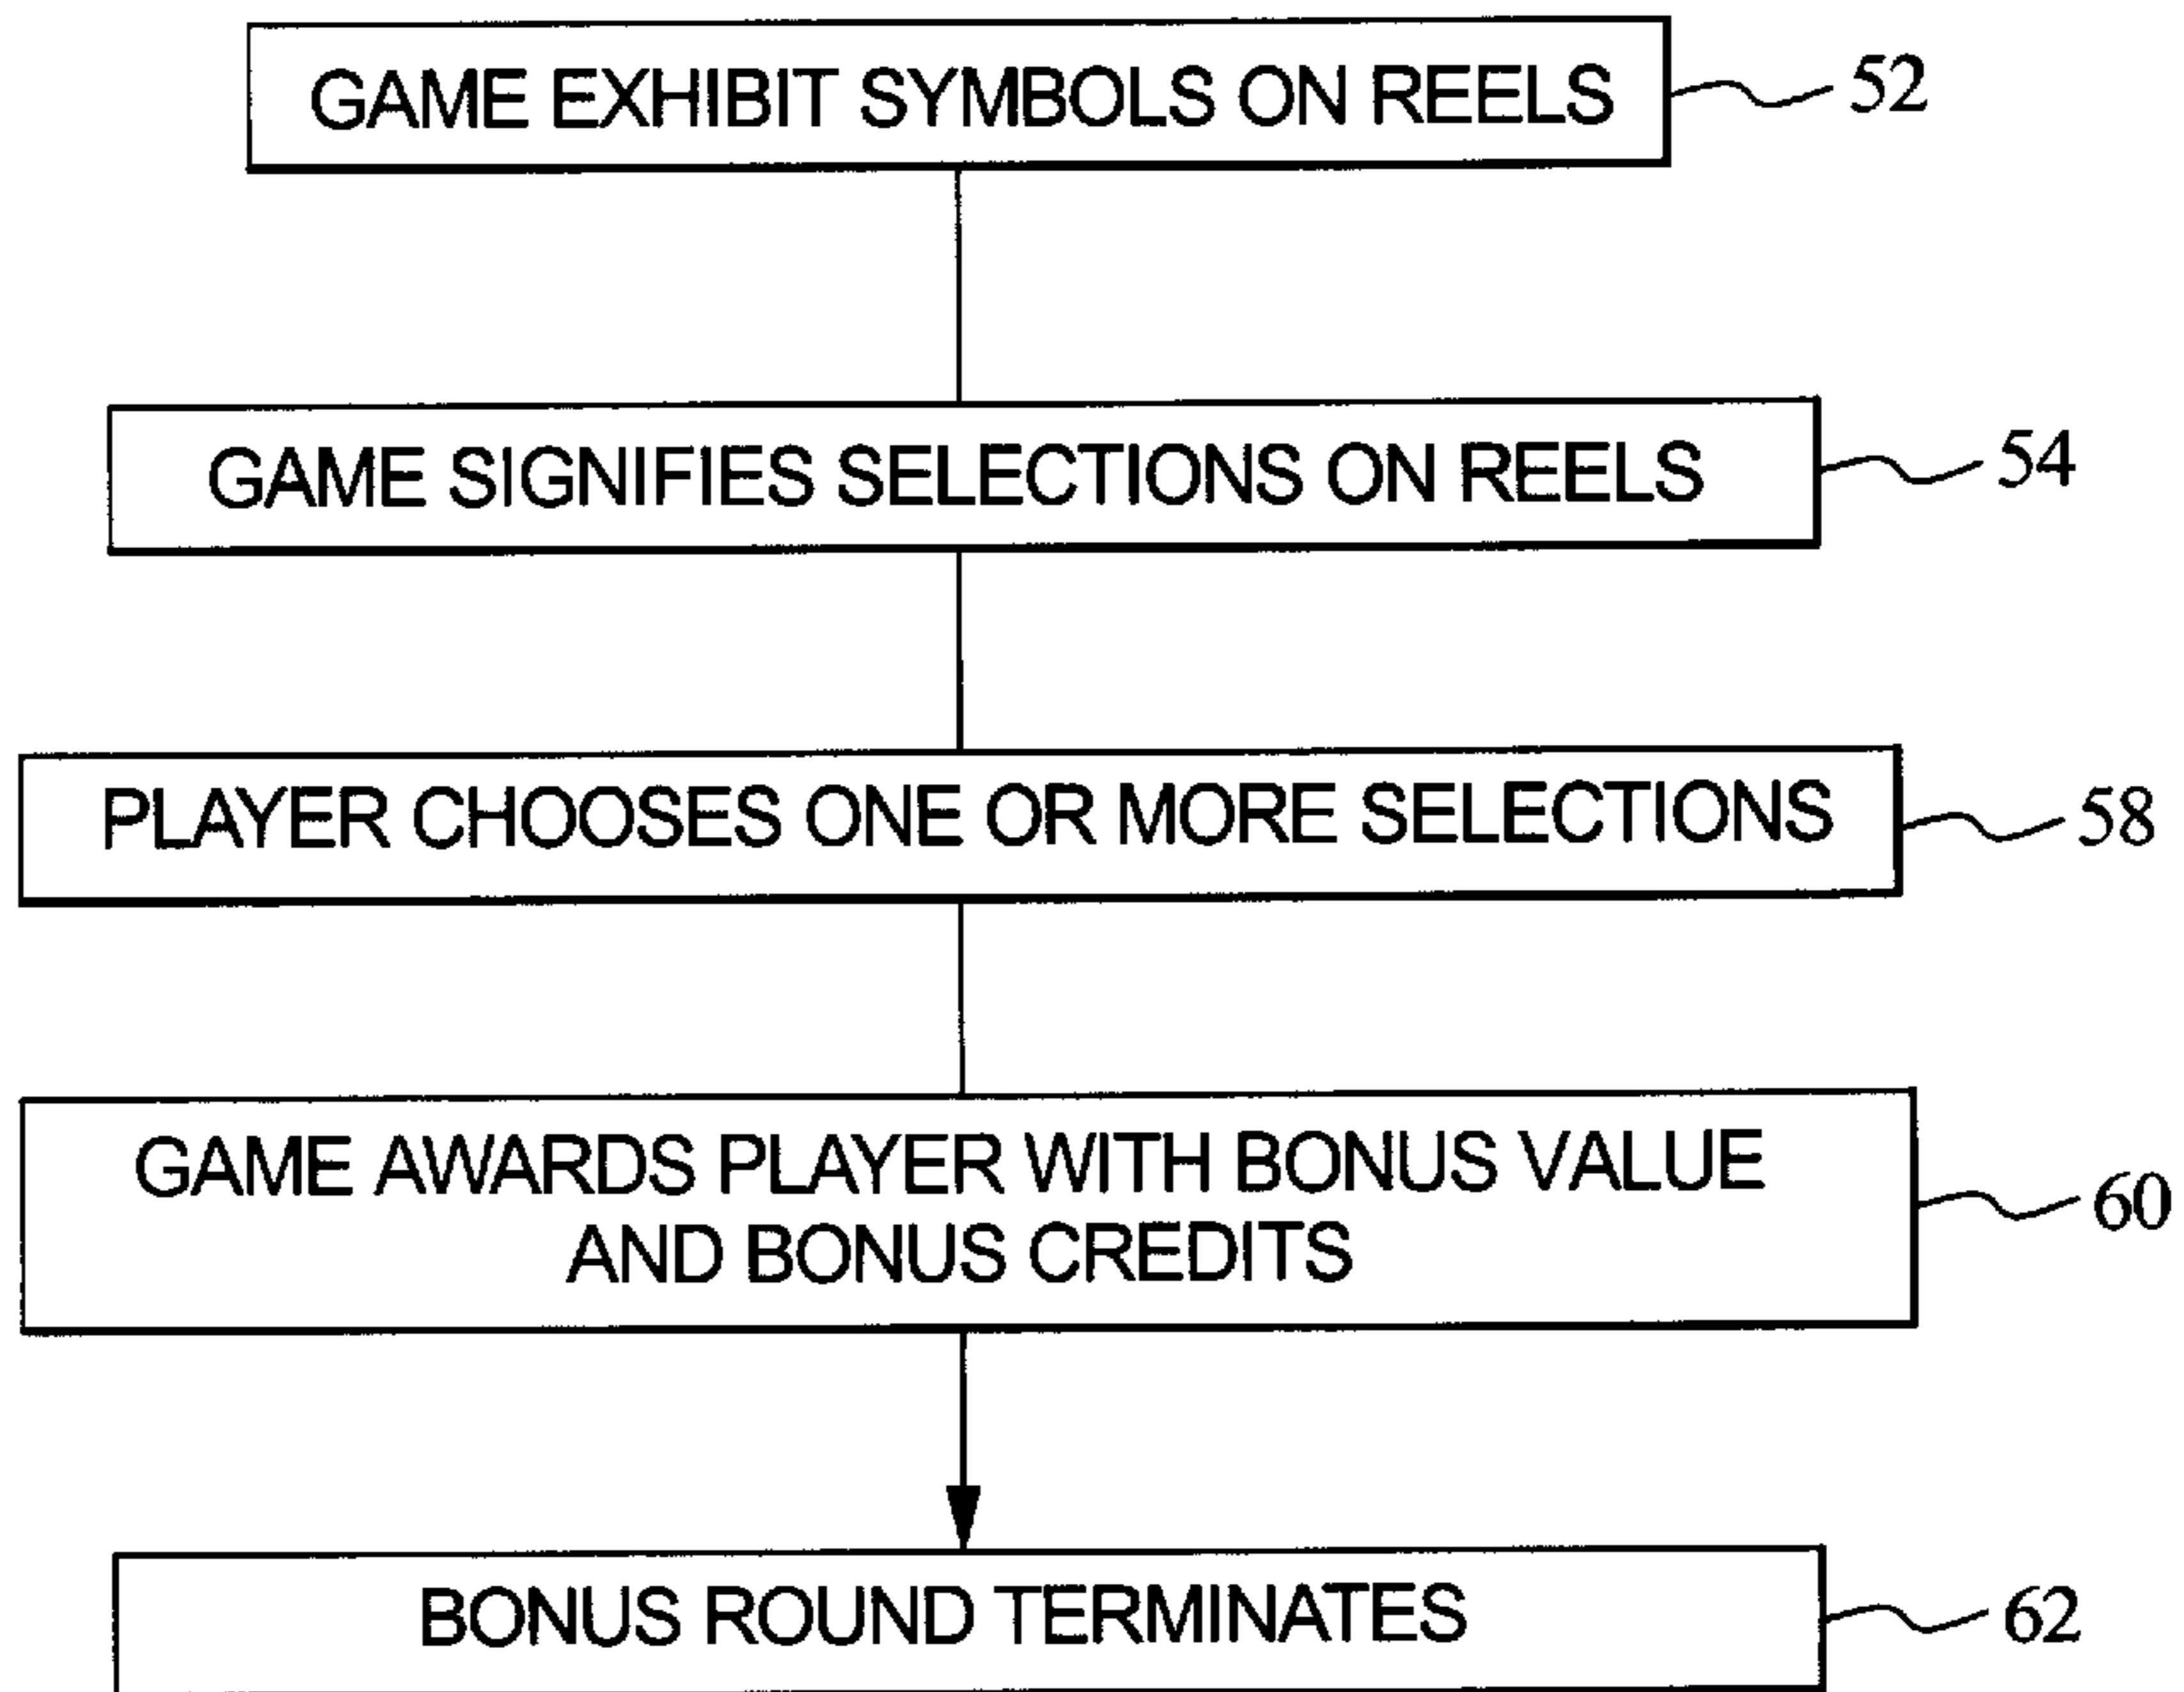 GAME EXHIBIT SYMBOLS ON REELS 52
GAME SIGNIFIES SELECTIONS ON REELS 54
PLAYER CHOOSES ONE OR MORE SELECTIONS 58
GAME AWARDS PLAYER WITH BONUS VALUE
AND BONUS CREDITS
60
BONUS ROUND TERMINATES 62